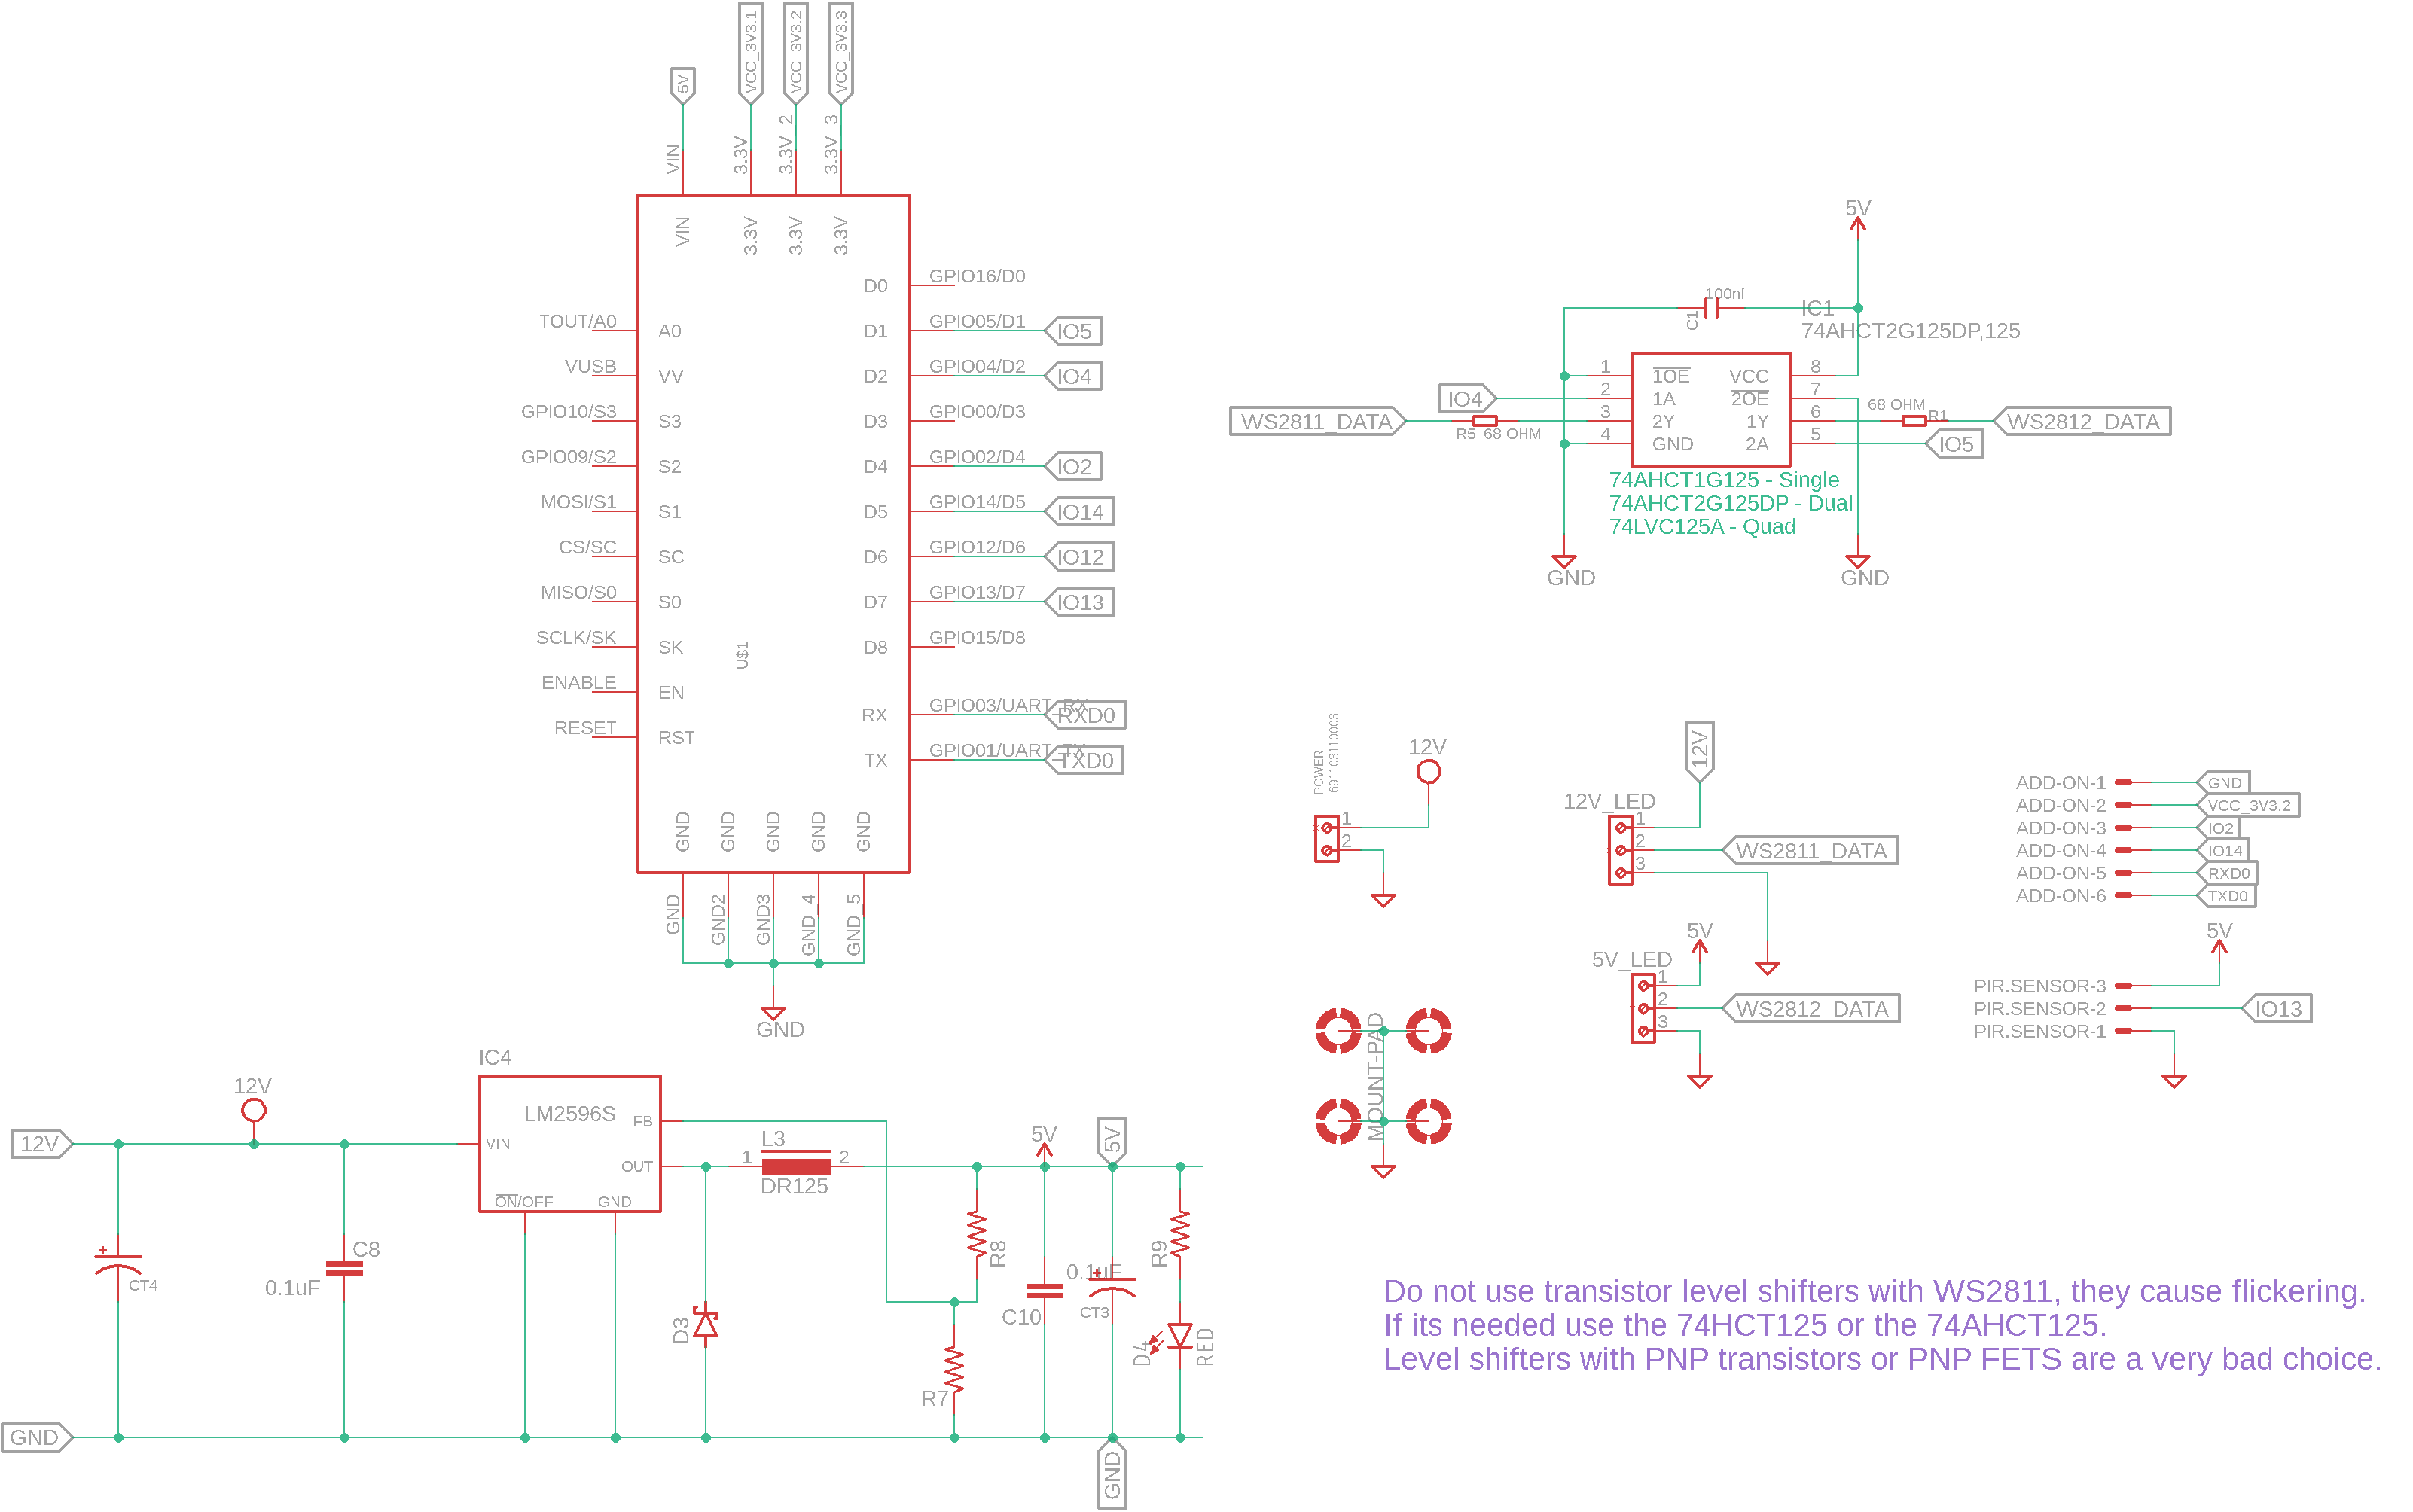 5V
VCC_3V3.1
VCC_3V3.2
VCC_3V3.3
VIN
3.3V
3.3V_2
3.3V_3
VIN
3.3V
3.3V
3.3V
TOUT/A0
A0
VUSB
VV
GPIO10/S3
S3
GPIO09/S2
S2
MOSI/S1
S1
CS/SC
SC
MISO/S0
S0
SCLK/SK
SK
ENABLE
EN
RESET
RST
U$1
D0
GPIO16/D0
D1
GPIO05/D1
IO5
D2
GPIO04/D2
IO4
D3
GPIO00/D3
D4
GPIO02/D4
IO2
D5
GPIO14/D5
IO14
D6
GPIO12/D6
IO12
D7
GPIO13/D7
IO13
D8
GPIO15/D8
RX
GPIO03/UART_RX
RXD0
TX
GPIO01/UART_TX
TXD0
GND
GND
GND
GND
GND
GND
GND2
GND3
GND_4
GND_5
GND
5V
100nf
C1
IC1
74AHCT2G125DP,125
1
1OE
VCC
8
IO4
2
1A
2OE
7
WS2811_DATA
R5
68 OHM
3
2Y
1Y
6
68 OHM
R1
WS2812_DATA
4
GND
2A
5
IO5
74AHCT1G125 - Single
74AHCT2G125DP - Dual
74LVC125A - Quad
GND
GND
POWER
691103110003
12V
1
2
12V
12V_LED
1
2
3
WS2811_DATA
5V
5V_LED
1
2
3
WS2812_DATA
ADD-ON-1
GND
ADD-ON-2
VCC_3V3.2
ADD-ON-3
IO2
ADD-ON-4
IO14
ADD-ON-5
RXD0
ADD-ON-6
TXD0
5V
PIR.SENSOR-3
PIR.SENSOR-2
IO13
PIR.SENSOR-1
MOUNT-PAD
12V
12V
IC4
LM2596S
VIN
FB
OUT
ON/OFF
GND
L3
1
2
DR125
5V
5V
CT4
C8
0.1uF
D3
R8
R7
0.1uF
C10
CT3
R9
D4
RED
GND
GND
Do not use transistor level shifters with WS2811, they cause flickering.
If its needed use the 74HCT125 or the 74AHCT125.
Level shifters with PNP transistors or PNP FETS are a very bad choice.